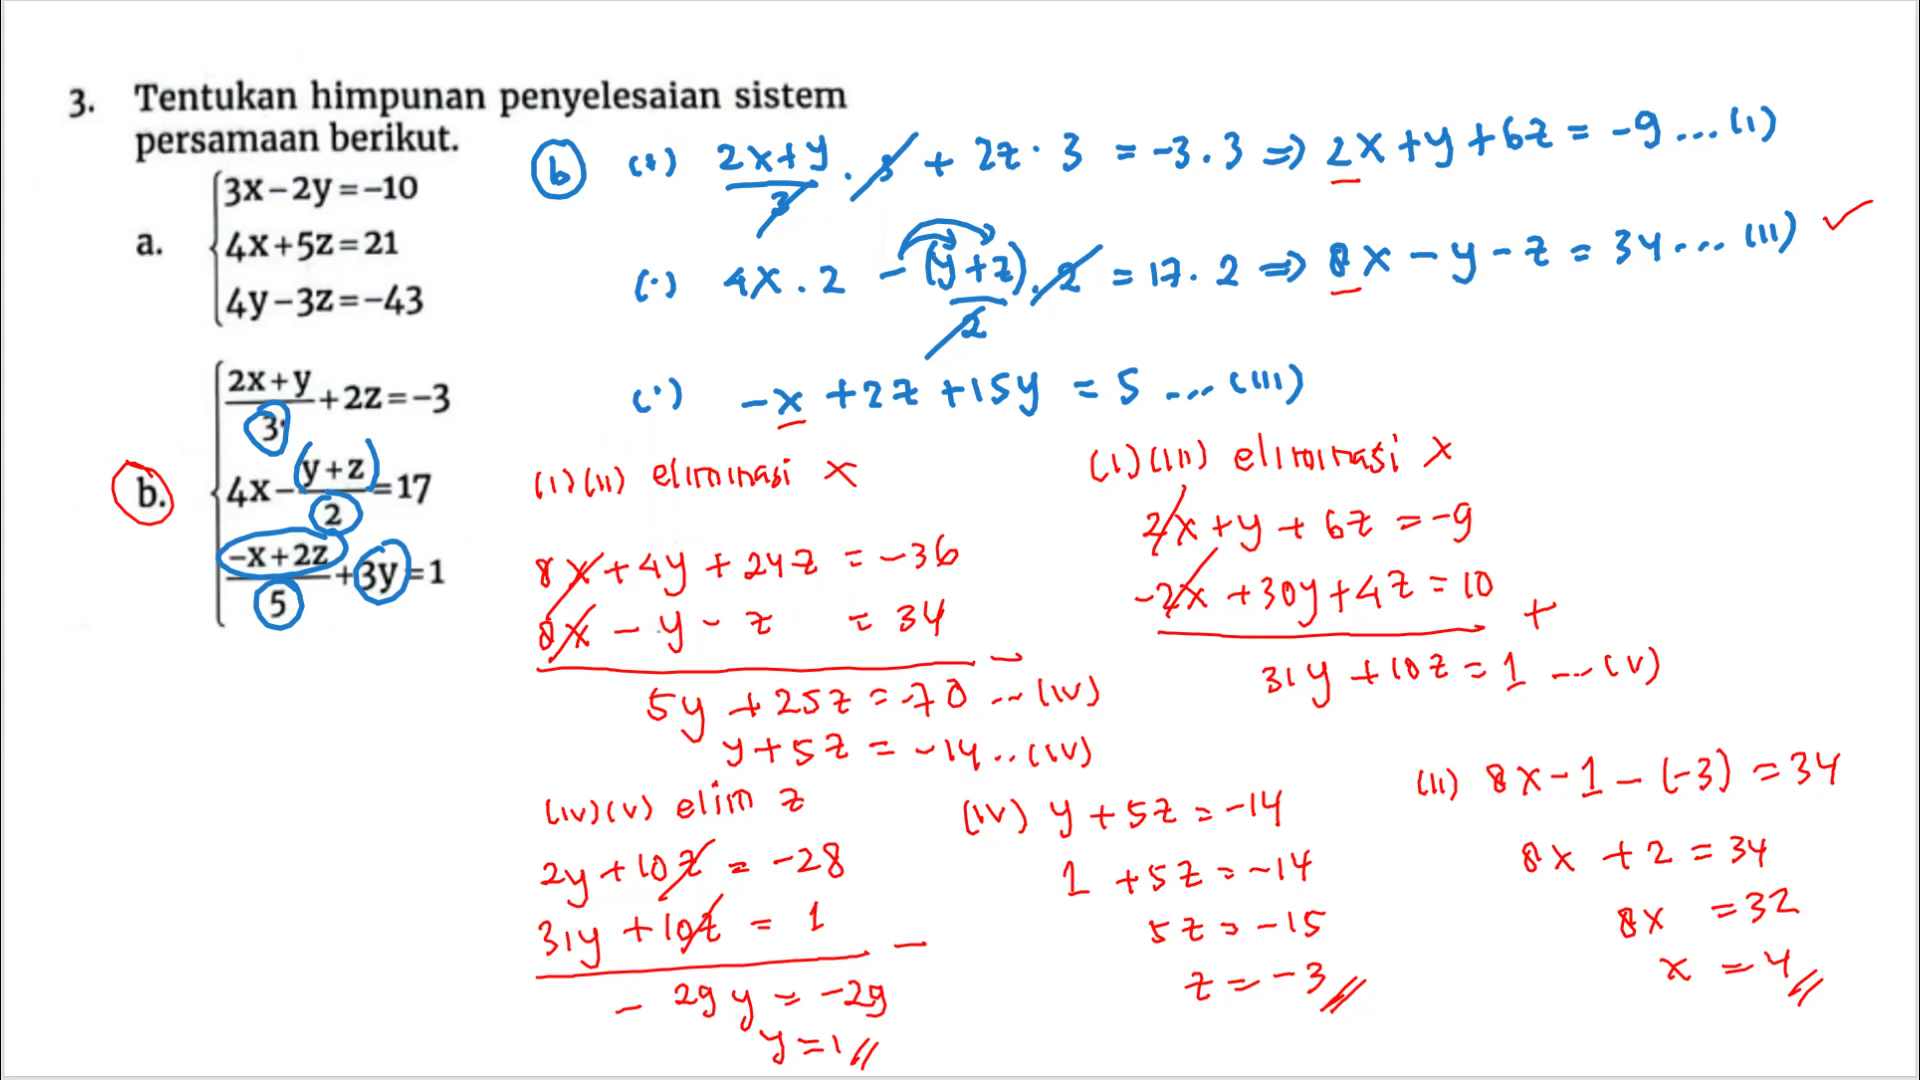 3. Tentukan himpunan penyelesaian sistem
persamaan berikut.
a.
3x-2y=-10
4x+5z=21
4y-3z=-43
b.
(2x+y)/3+2z=-3
4x-(y+z)/2=17
(-x+2z)/5+3y=1
b (•) (2x+y)/3 . 3 + 2z . 3 = -3.3 ⇒ 2x+y+6z = -9 ... (I)
(•) 4x . 2 - (y+z)/2 . 2 = 17.2 ⇒ 8x - y - z = 34 ... (II) ✓
(•) -x +2z +15y = 5 ... (III)
(I)(II) eliminasi x
8x+4y+24z = -36
8x - y - z = 34 -
5y +25z = -70 ... (IV)
y+5z = -14 .. (IV)
(I)(III) eliminasi x
2x+y+6z = -9
-2x +30y+4z = 10 +
31y +10z = 1 ... (V)
(IV)(V) elim z
2y+10z = -28
31y +10z = 1 -
-29y = -29
y=1//
(IV) y+5z = -14
1 +5z = -14
5z = -15
z = -3//
(II) 8x-1-(-3) = 34
8x +2 = 34
8x = 32
x = 4//